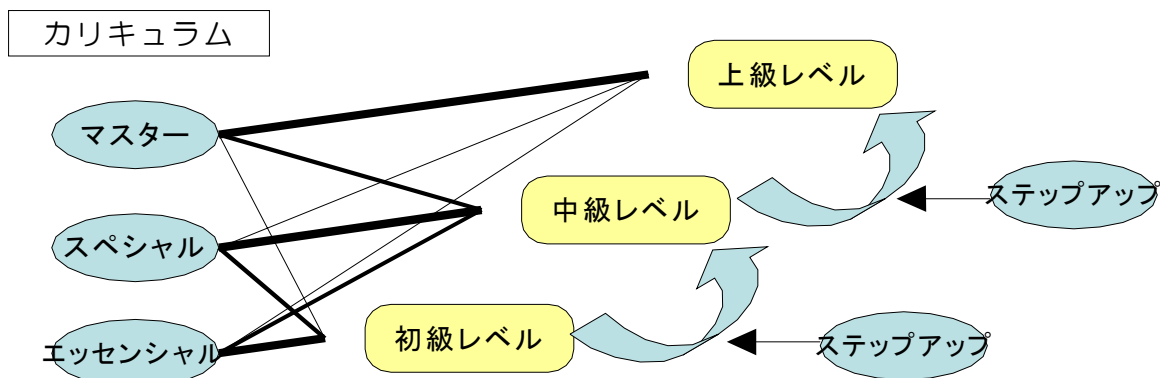 カリキュラム
上級レベル
マスター
ステップアップ
中級レベル
スペシャル
初級レベル
ステップアップ
エッセンシャル